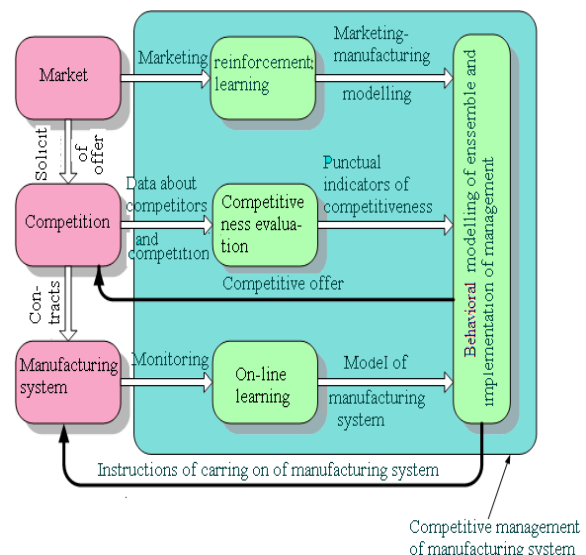 Market
Marketing
reinforcement;
learning
Marketing-
manufacturing
modelling
Solicit
of offer
Competition
Data about
competitors
and
competition
Competitive
ness evalua-
tion
Punctual
indicators of
competitiveness
Competitive offer
Con-
tracts
Manufacturing
system
Monitoring
On-line
learning
Model of
manufacturing
system
Behavioral modelling of enssemble and
implementation of management
Instructions of carring on of manufacturing system
Competitive management
of manufacturing system